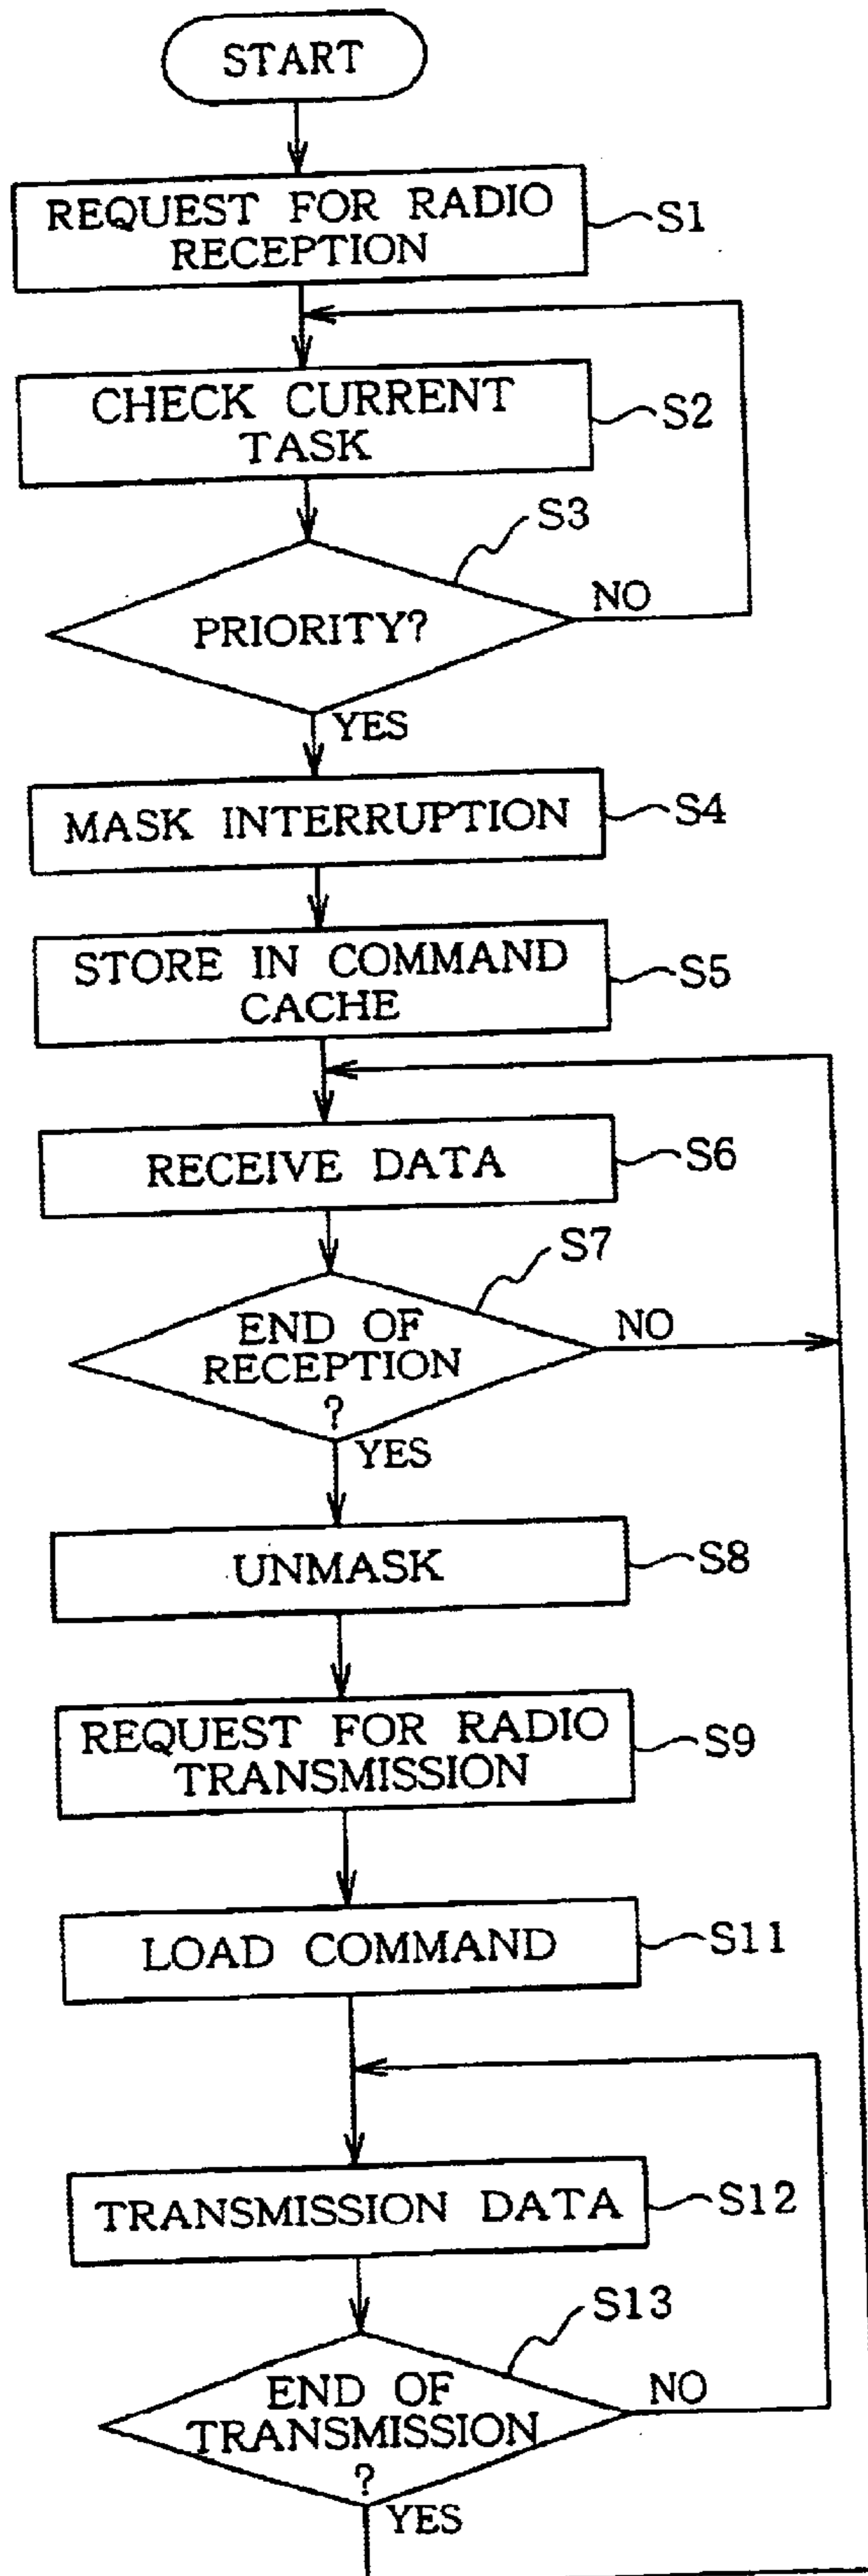 START
REQUEST FOR RADIO
RECEPTION
S1
CHECK CURRENT
TASK
S2
S3
PRIORITY?
NO
YES
MASK INTERRUPTION
S4
STORE IN COMMAND
CACHE
S5
RECEIVE DATA
S6
S7
END OF
RECEPTION
?
NO
YES
UNMASK
S8
REQUEST FOR RADIO
TRANSMISSION
S9
LOAD COMMAND
S11
TRANSMISSION DATA
S12
S13
END OF
TRANSMISSION
?
NO
YES